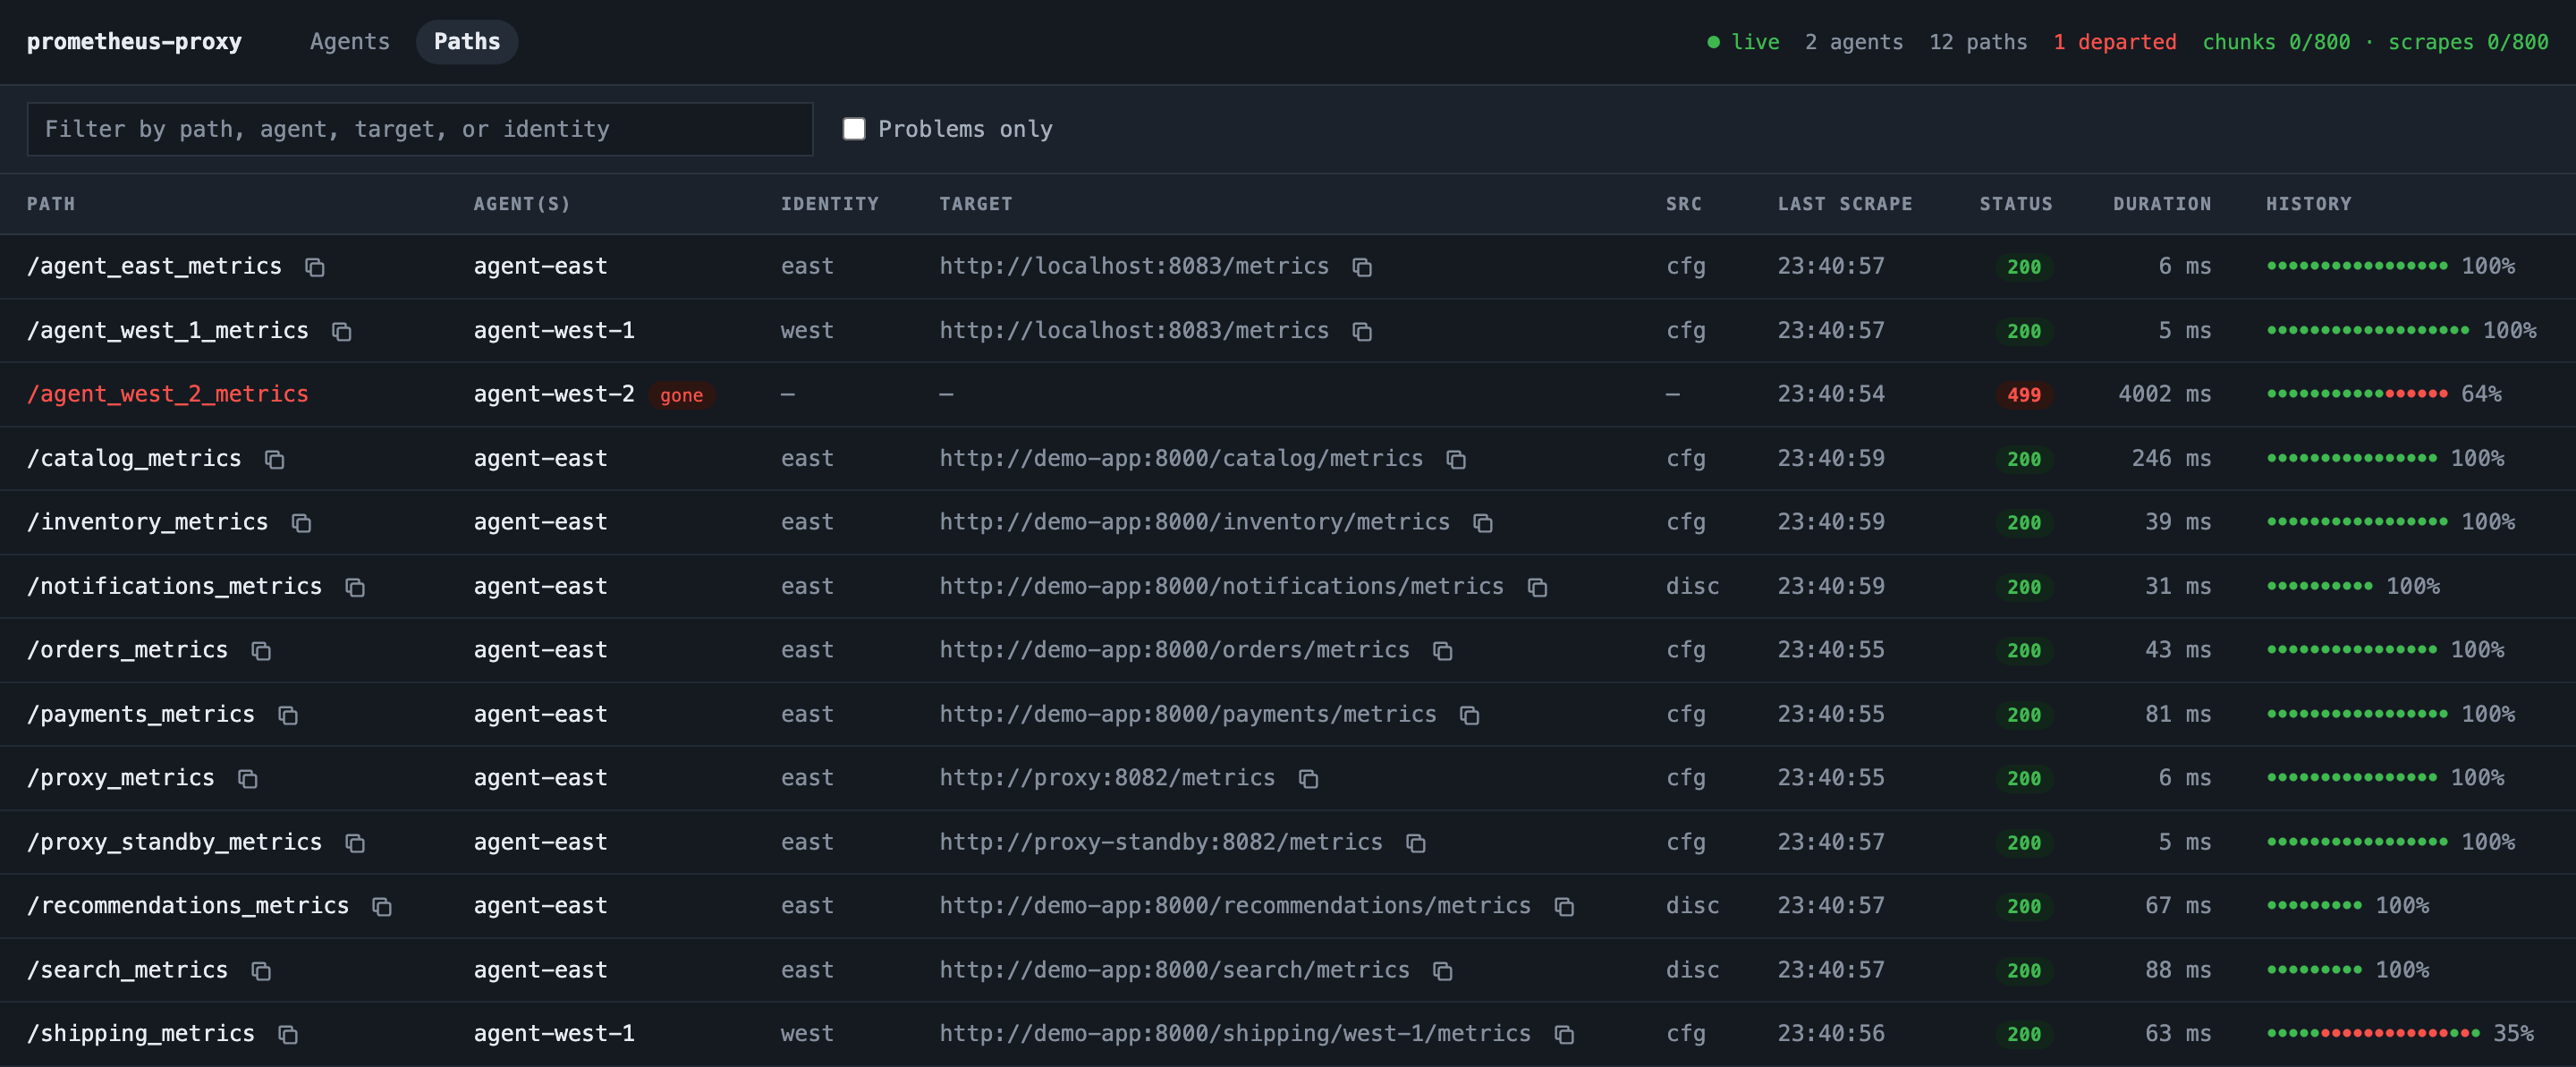 prometheus-proxy Agents Paths live 2 agents 12 paths 1 departed chunks 0/800 · scrapes 0/800
Filter by path, agent, target, or identity Problems only
PATH AGENT(S) IDENTITY TARGET SRC LAST SCRAPE STATUS DURATION HISTORY
/agent_east_metrics agent-east east http://localhost:8083/metrics cfg 23:40:57 200 6 ms 100%
/agent_west_1_metrics agent-west-1 west http://localhost:8083/metrics cfg 23:40:57 200 5 ms 100%
/agent_west_2_metrics agent-west-2 gone — — — 23:40:54 499 4002 ms 64%
/catalog_metrics agent-east east http://demo-app:8000/catalog/metrics cfg 23:40:59 200 246 ms 100%
/inventory_metrics agent-east east http://demo-app:8000/inventory/metrics cfg 23:40:59 200 39 ms 100%
/notifications_metrics agent-east east http://demo-app:8000/notifications/metrics disc 23:40:59 200 31 ms 100%
/orders_metrics agent-east east http://demo-app:8000/orders/metrics cfg 23:40:55 200 43 ms 100%
/payments_metrics agent-east east http://demo-app:8000/payments/metrics cfg 23:40:55 200 81 ms 100%
/proxy_metrics agent-east east http://proxy:8082/metrics cfg 23:40:55 200 6 ms 100%
/proxy_standby_metrics agent-east east http://proxy-standby:8082/metrics cfg 23:40:57 200 5 ms 100%
/recommendations_metrics agent-east east http://demo-app:8000/recommendations/metrics disc 23:40:57 200 67 ms 100%
/search_metrics agent-east east http://demo-app:8000/search/metrics disc 23:40:57 200 88 ms 100%
/shipping_metrics agent-west-1 west http://demo-app:8000/shipping/west-1/metrics cfg 23:40:56 200 63 ms 35%